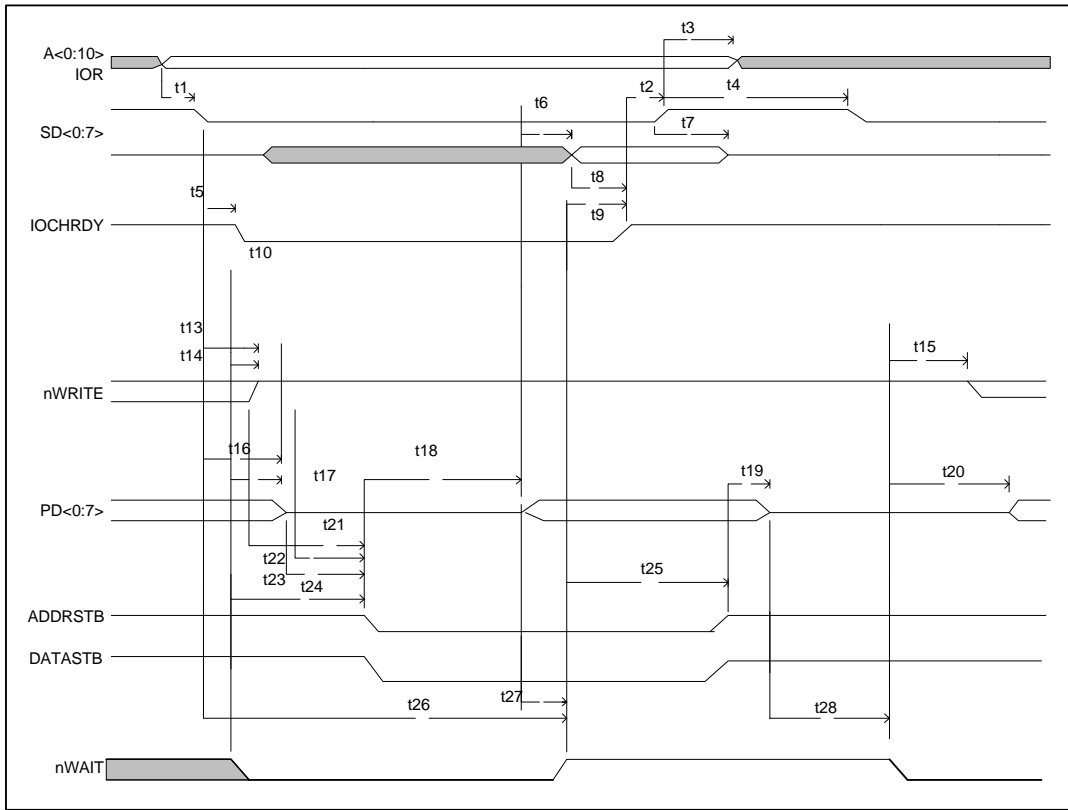 t3
A<0:10>
IOR
t1
t2
t4
t6
SD<0:7>
t7
t8
t5
t9
IOCHRDY
t10
t13
t14
t15
nWRITE
t16
t18
t17
t19
t20
PD<0:7>
t21
t22
t23
t24
t25
ADDRSTB
DATASTB
t27
t26
t28
nWAIT